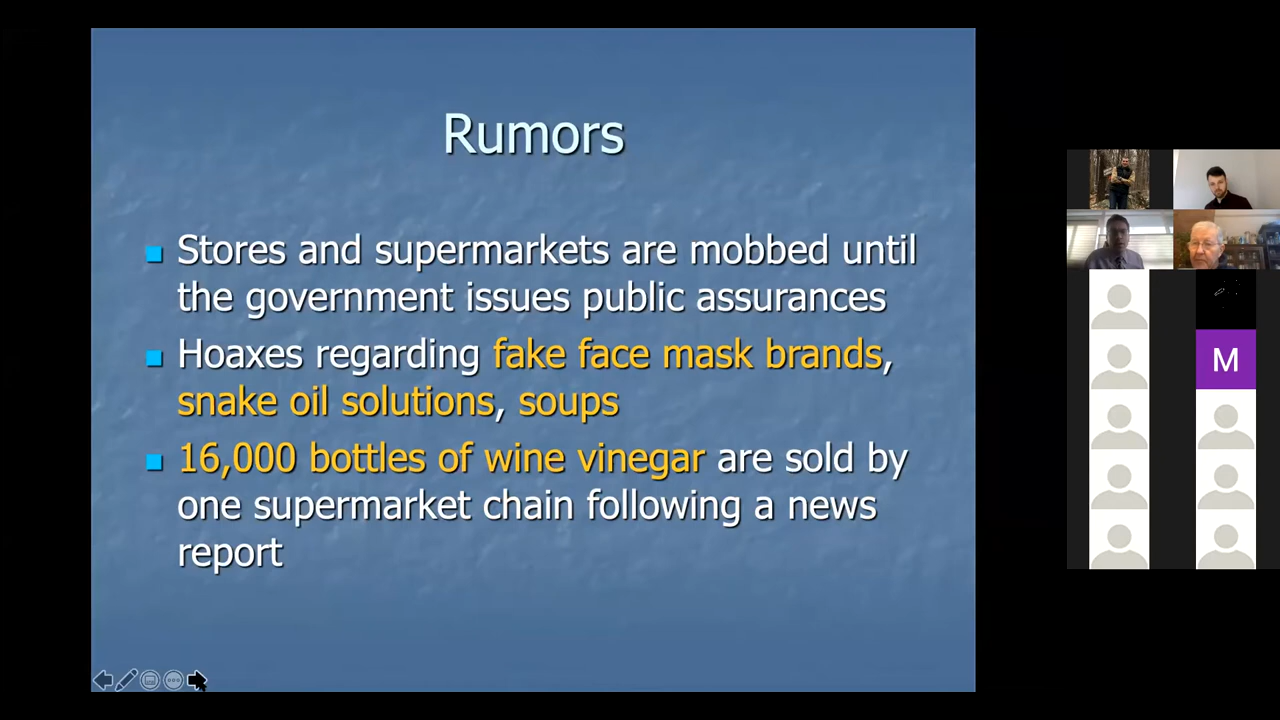 Rumors
Stores and supermarkets are mobbed until
the government issues public assurances
Hoaxes regarding fake face mask brands,
snake oil solutions, soups
16,000 bottles of wine vinegar are sold by
one supermarket chain following a news
report
M